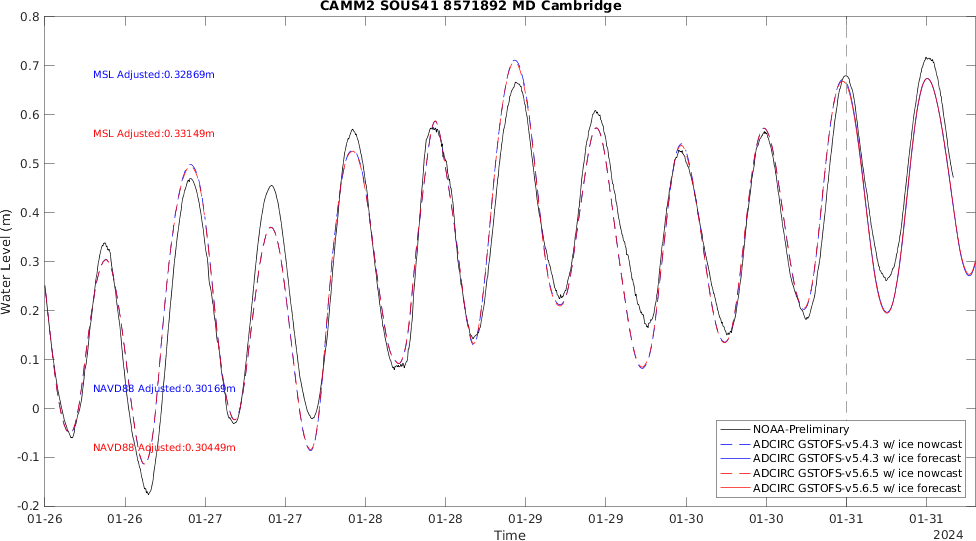 CAMM2 SOUS41 8571892 MD Cambridge
0.8
0.7
0.6
0.5
0.4
0.3
0.2
0.1
0
-0.1
-0.2
Water Level (m)
MSL Adjusted:0.32869m
MSL Adjusted:0.33149m
NAVD88 Adjusted:0.30169m
NAVD88 Adjusted:0.30449m
NOAA-Preliminary
ADCIRC GSTOFS-v5.4.3 w/ ice nowcast
ADCIRC GSTOFS-v5.4.3 w/ ice forecast
ADCIRC GSTOFS-v5.6.5 w/ ice nowcast
ADCIRC GSTOFS-v5.6.5 w/ ice forecast
01-26 01-26 01-27 01-27 01-28 01-28 01-29 01-29 01-30 01-30 01-31 01-31
Time
2024